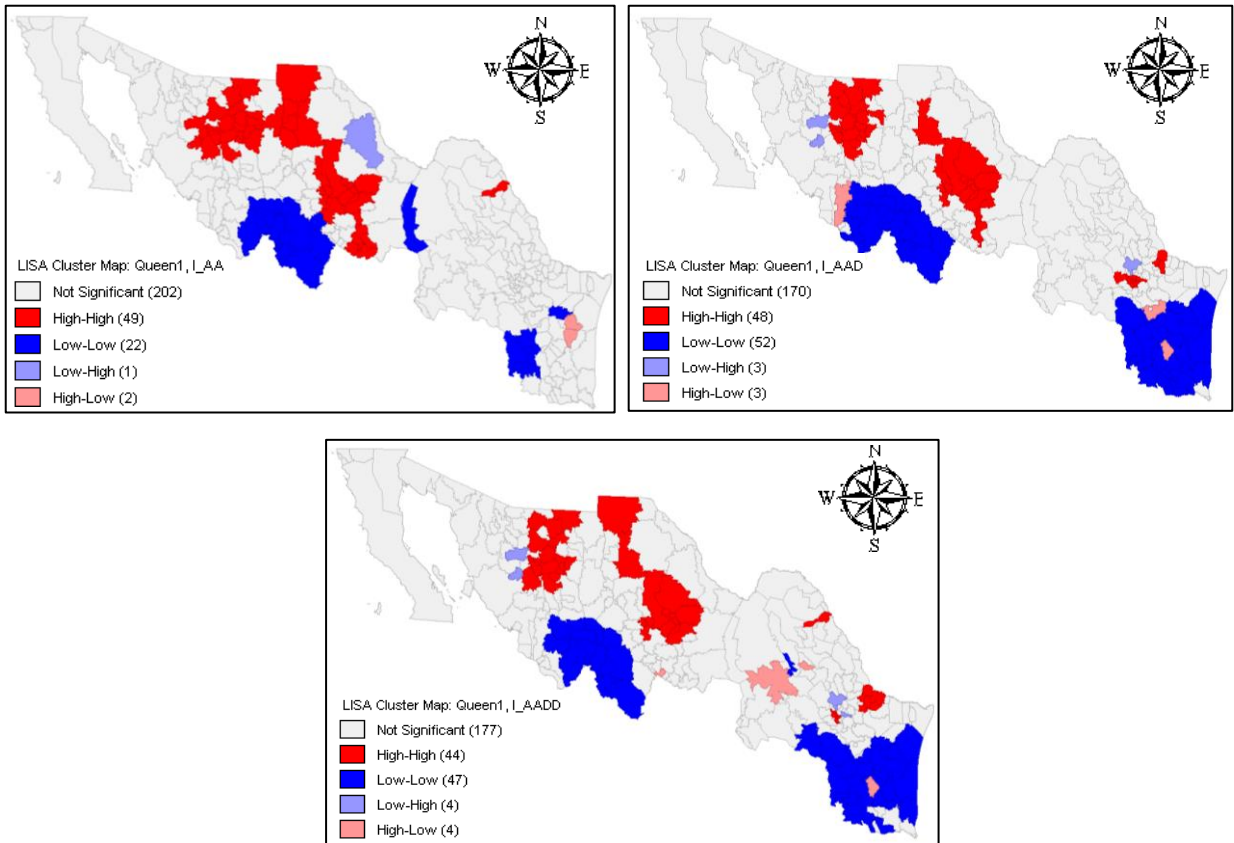 N
W E
S
LISA Cluster Map: Queen1, I_AA
Not Significant (202)
High-High (49)
Low-Low (22)
Low-High (1)
High-Low (2)
N
W E
S
LISA Cluster Map: Queen1, I_AAD
Not Significant (170)
High-High (48)
Low-Low (52)
Low-High (3)
High-Low (3)
N
W E
S
LISA Cluster Map: Queen1, I_AADD
Not Significant (177)
High-High (44)
Low-Low (47)
Low-High (4)
High-Low (4)